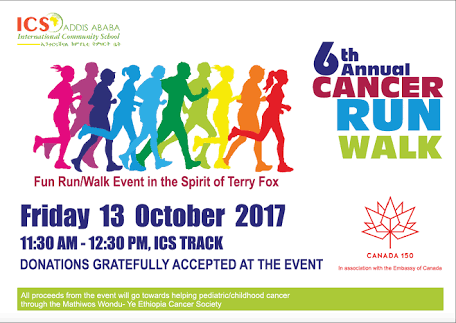 ICS ADDIS ABABA
International Community School
6th
Annual
CANCER
RUN
WALK
Fun Run/Walk Event in the Spirit of Terry Fox
Friday 13 October 2017
11:30 AM - 12:30 PM, ICS TRACK
DONATIONS GRATEFULLY ACCEPTED AT THE EVENT
CANADA 150
In association with the Embassy of Canada
All proceeds from the event will go towards helping pediatric/childhood cancer
through the Mathiwos Wondu- Ye Ethiopia Cancer Society